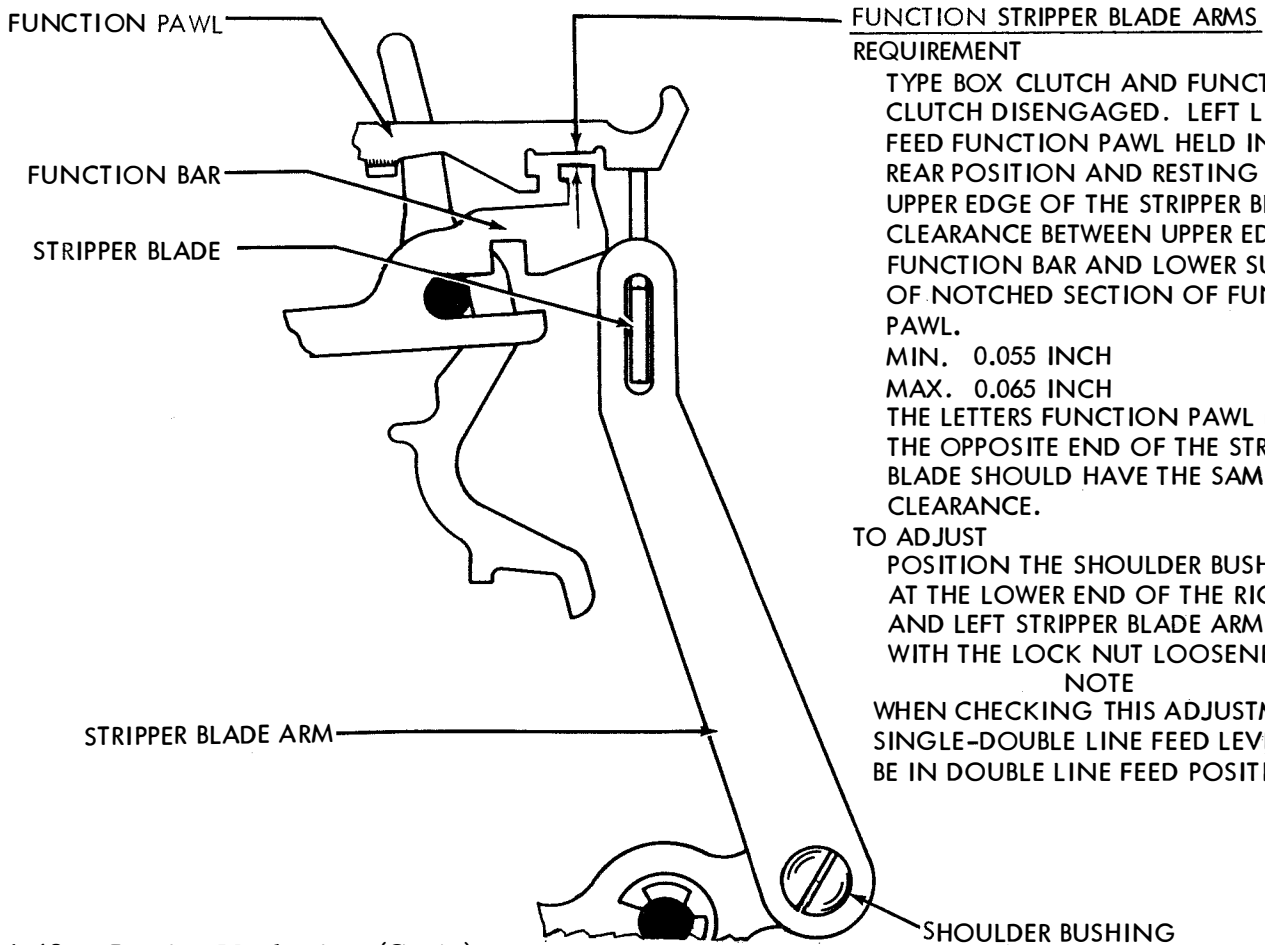 FUNCTION PAWL
FUNCTION BAR
STRIPPER BLADE
STRIPPER BLADE ARM
FUNCTION STRIPPER BLADE ARMS
REQUIREMENT
TYPE BOX CLUTCH AND FUNCT
CLUTCH DISENGAGED. LEFT L
FEED FUNCTION PAWL HELD IN
REAR POSITION AND RESTING
UPPER EDGE OF THE STRIPPER B
CLEARANCE BETWEEN UPPER ED
FUNCTION BAR AND LOWER SU
OF NOTCHED SECTION OF FUN
PAWL.
MIN. 0.055 INCH
MAX. 0.065 INCH
THE LETTERS FUNCTION PAWL
THE OPPOSITE END OF THE STR
BLADE SHOULD HAVE THE SAM
CLEARANCE.
TO ADJUST
POSITION THE SHOULDER BUSH
AT THE LOWER END OF THE RIG
AND LEFT STRIPPER BLADE ARM
WITH THE LOCK NUT LOOSENE
NOTE
WHEN CHECKING THIS ADJUSTM
SINGLE-DOUBLE LINE FEED LEV
BE IN DOUBLE LINE FEED POSITI
SHOULDER BUSHING